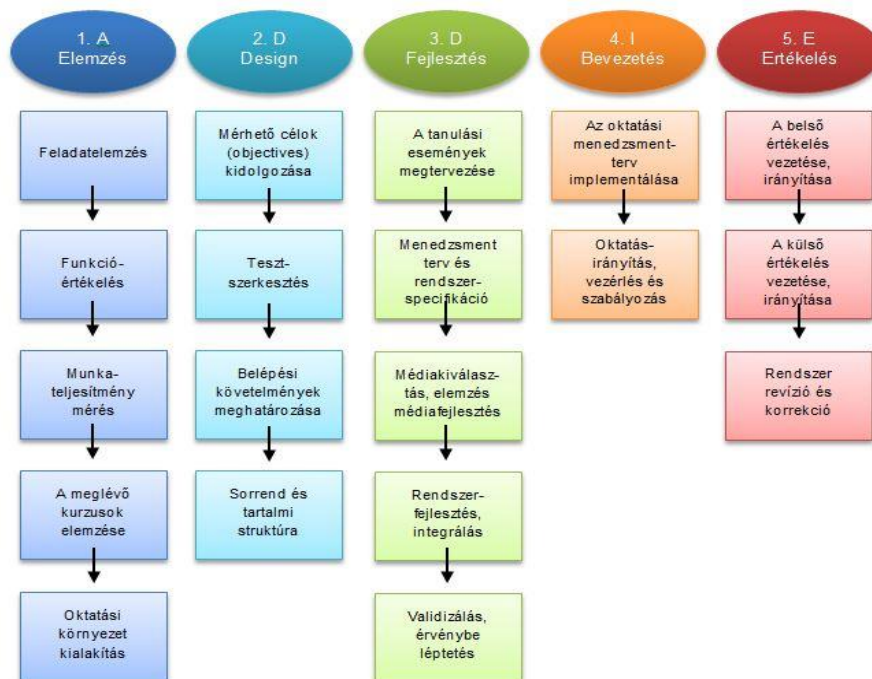 1. A
Elemzés
Feladatelemzés
Funkció-
értékelés
Munka-
teljesítmény
mérés
A meglévő
kurzusok
elemzése
Oktatási
környezet
kialakítás
2. D
Design
Mérhető célok
(objectives)
kidolgozása
Teszt-
szerkesztés
Belépési
követelmények
meghatározása
Sorrend és
tartalmi
struktúra
3. D
Fejlesztés
A tanulási
események
megtervezése
Menedzsment
terv és
rendszer-
specifikáció
Médiakiválasz-
tás, elemzés
médiafejlesztés
Rendszer-
fejlesztés,
integrálás
Validizálás,
érvénybe
léptetés
4. I
Bevezetés
Az oktatási
menedzsment-
terv
implementálása
Oktatás-
irányítás,
vezérlés és
szabályozás
5. E
Értékelés
A belső
értékelés
vezetése,
irányítása
A külső
értékelés
vezetése,
irányítása
Rendszer
revízió és
korrekció